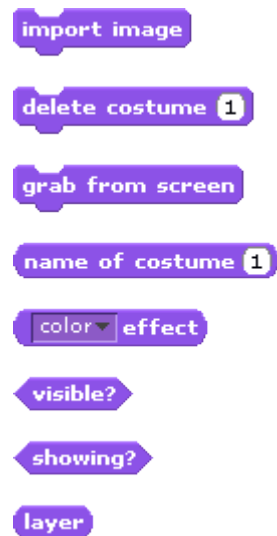 import image
delete costume 1
grab from screen
name of costume 1
color effect
visible?
showing?
layer